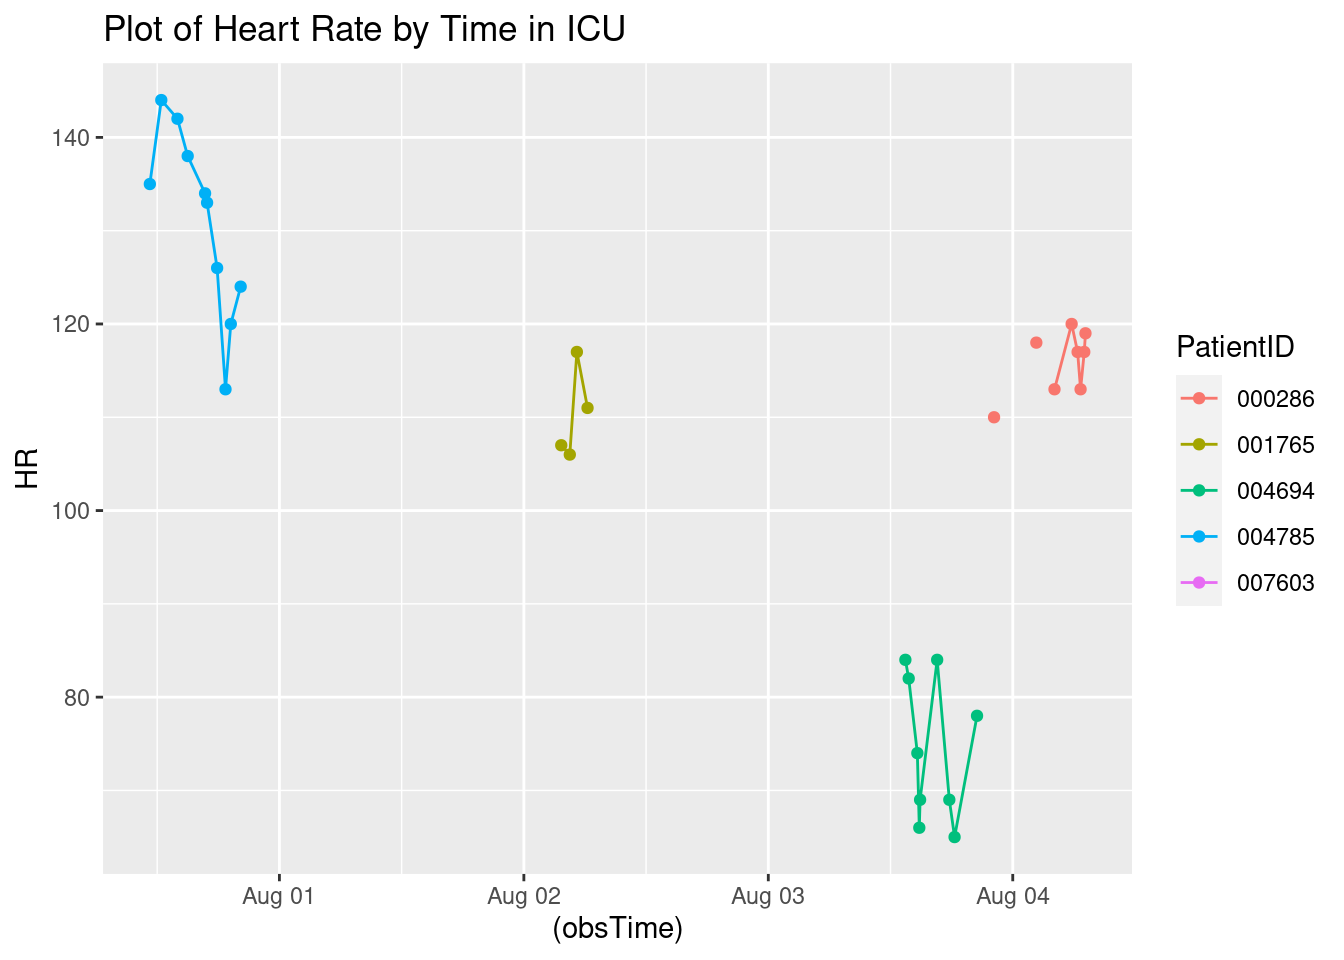 Plot of Heart Rate by Time in ICU
140
120
100
80
HR
Aug 01 Aug 02 Aug 03 Aug 04
(obsTime)
PatientID
000286
001765
004694
004785
007603